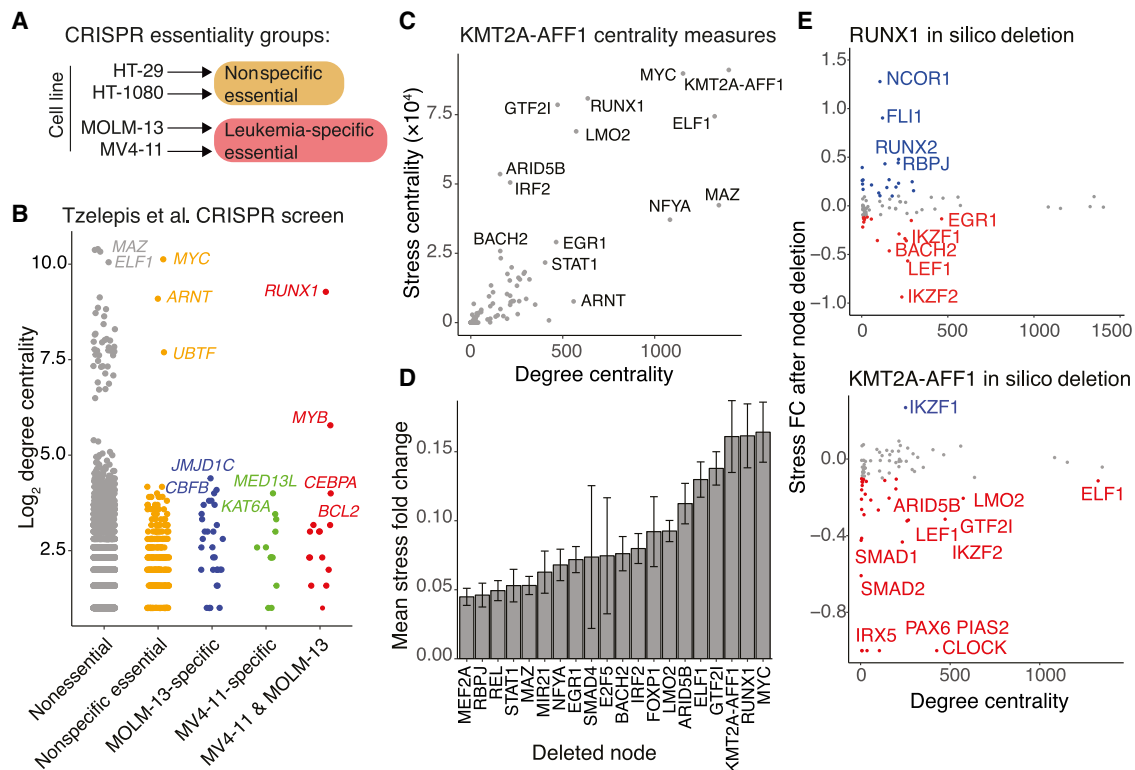 A
CRISPR essentiality groups:
Cell line
HT-29
HT-1080
Nonspecific
essential
MOLM-13
MV4-11
Leukemia-specific
essential
B
Tzelepis et al. CRISPR screen
Log2 degree centrality
10.0
7.5
5.0
2.5
MAZ
ELF1
MYC
ARNT
UBTF
RUNX1
MYB
JMJD1C
CBFB
MED13L
KAT6A
CEBPA
BCL2
Nonessential
Nonspecific essential
MOLM-13-specific
MV4-11-specific
MV4-11 & MOLM-13
C
KMT2A-AFF1 centrality measures
Stress centrality (×10⁴)
7.5
5
2.5
0
MYC
KMT2A-AFF1
GTF2I
RUNX1
LMO2
ELF1
ARID5B
IRF2
NFYA
MAZ
BACH2
EGR1
STAT1
ARNT
0
500
1000
Degree centrality
D
Mean stress fold change
0.15
0.10
0.05
0.00
MEF2A
RBPJ
REL
STAT1
MAZ
MIR21
NFYA
EGR1
SMAD4
E2F5
BACH2
IRF2
FOXP1
LMO2
ARID5B
ELF1
GTF2I
KMT2A-AFF1
RUNX1
MYC
Deleted node
E
RUNX1 in silico deletion
Stress FC after node deletion
1.5
1.0
0.5
0.0
−0.5
−1.0
NCOR1
FLI1
RUNX2
RBPJ
EGR1
IKZF1
BACH2
LEF1
IKZF2
0
500
1000
1500
KMT2A-AFF1 in silico deletion
0.0
−0.4
−0.8
IKZF1
ELF1
ARID5B
LMO2
GTF2I
LEF1
IKZF2
SMAD1
SMAD2
IRX5
PAX6 PIAS2
CLOCK
0
500
1000
Degree centrality